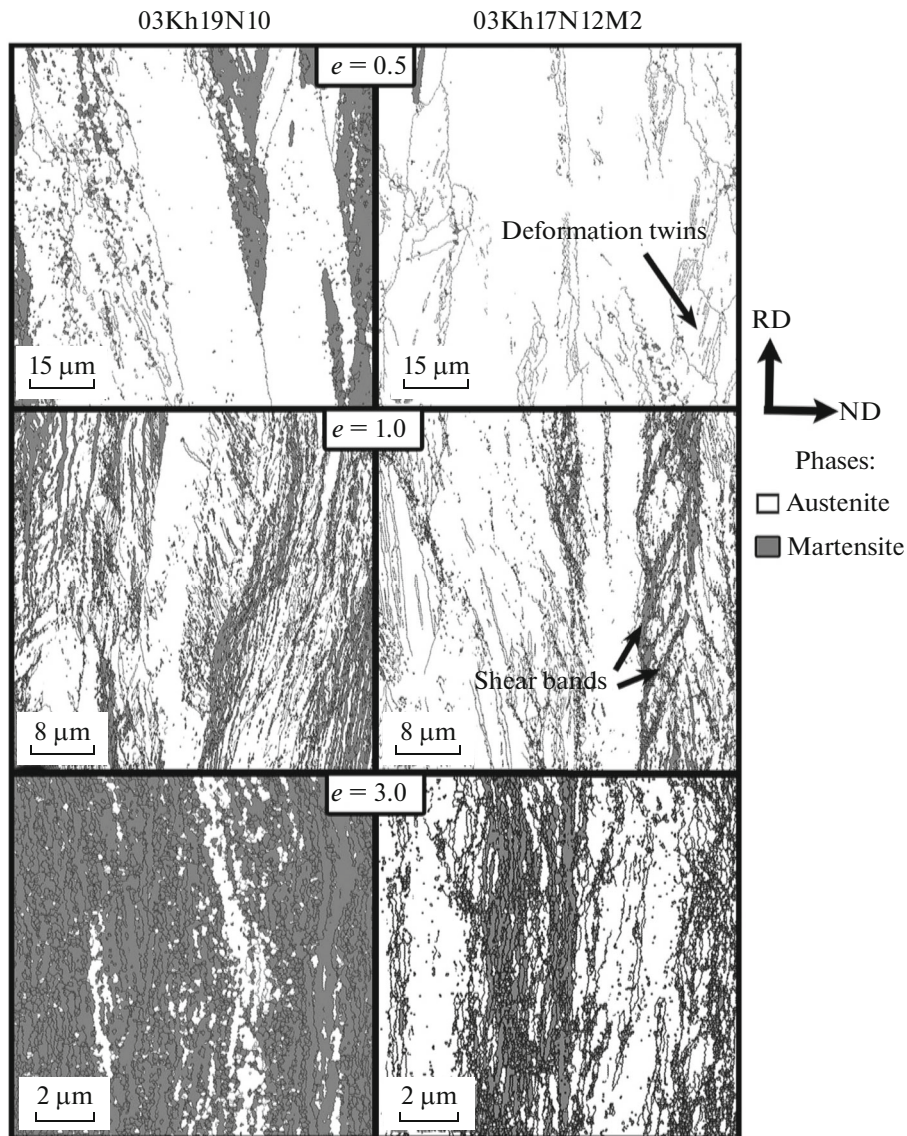 03Kh19N10
03Kh17N12M2
e = 0.5
Deformation twins
15 μm
15 μm
RD
ND
e = 1.0
Phases:
Austenite
Martensite
Shear bands
8 μm
8 μm
e = 3.0
2 μm
2 μm